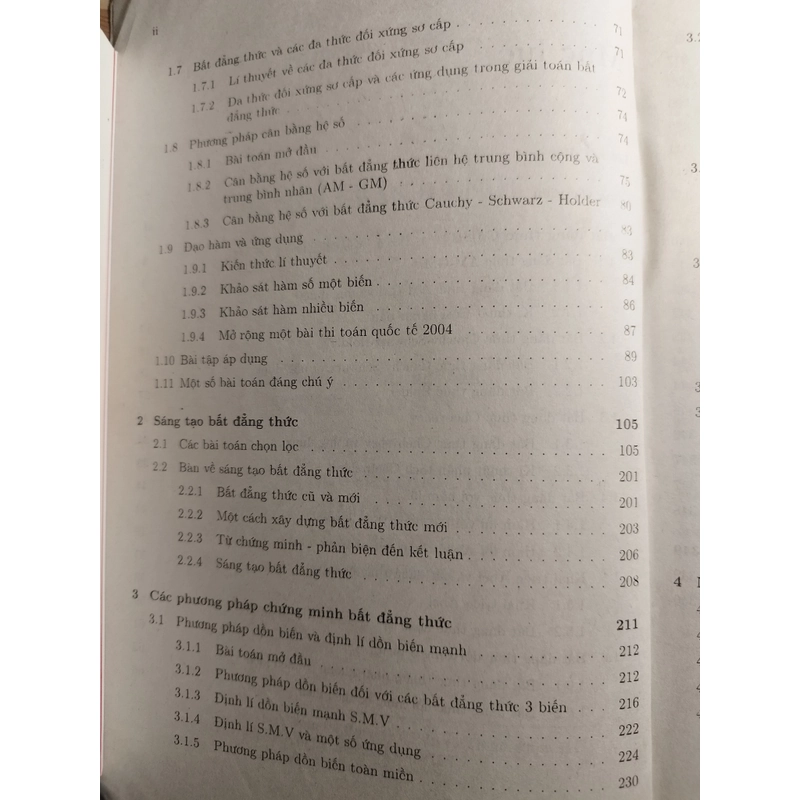 ii
1.7 Bất đẳng thức và các đa thức đối xứng sơ cấp . . . . . . . . . . 71
1.7.1 Lí thuyết về các đa thức đối xứng sơ cấp . . . . . . . . . . 71
1.7.2 Đa thức đối xứng sơ cấp và các ứng dụng trong giải toán bất
đẳng thức . . . . . . . . . . 72
1.8 Phương pháp cân bằng hệ số . . . . . . . . . . 74
1.8.1 Bài toán mở đầu . . . . . . . . . . 74
1.8.2 Cân bằng hệ số với bất đẳng thức liên hệ trung bình cộng và
trung bình nhân (AM - GM) . . . . . . . . . . 75
1.8.3 Cân bằng hệ số với bất đẳng thức Cauchy - Schwarz - Holder 80
1.9 Đạo hàm và ứng dụng . . . . . . . . . . 83
1.9.1 Kiến thức lí thuyết . . . . . . . . . . 83
1.9.2 Khảo sát hàm số một biến . . . . . . . . . . 84
1.9.3 Khảo sát hàm nhiều biến . . . . . . . . . . 86
1.9.4 Mở rộng một bài thi toán quốc tế 2004 . . . . . . . . . . 87
1.10 Bài tập áp dụng . . . . . . . . . . 89
1.11 Một số bài toán đáng chú ý . . . . . . . . . . 103
2 Sáng tạo bất đẳng thức 105
2.1 Các bài toán chọn lọc . . . . . . . . . . 105
2.2 Bàn về sáng tạo bất đẳng thức . . . . . . . . . . 201
2.2.1 Bất đẳng thức cũ và mới . . . . . . . . . . 201
2.2.2 Một cách xây dựng bất đẳng thức mới . . . . . . . . . . 203
2.2.3 Từ chứng minh - phản biện đến kết luận . . . . . . . . . . 206
2.2.4 Sáng tạo bất đẳng thức . . . . . . . . . . 208
3 Các phương pháp chứng minh bất đẳng thức 211
3.1 Phương pháp dồn biến và định lí dồn biến mạnh . . . . . . . . . . 212
3.1.1 Bài toán mở đầu . . . . . . . . . . 212
3.1.2 Phương pháp dồn biến đối với các bất đẳng thức 3 biến . . . . 216
3.1.3 Định lí dồn biến mạnh S.M.V . . . . . . . . . . 222
3.1.4 Định lí S.M.V và một số ứng dụng . . . . . . . . . . 224
3.1.5 Phương pháp dồn biến toàn miền . . . . . . . . . . 230
4